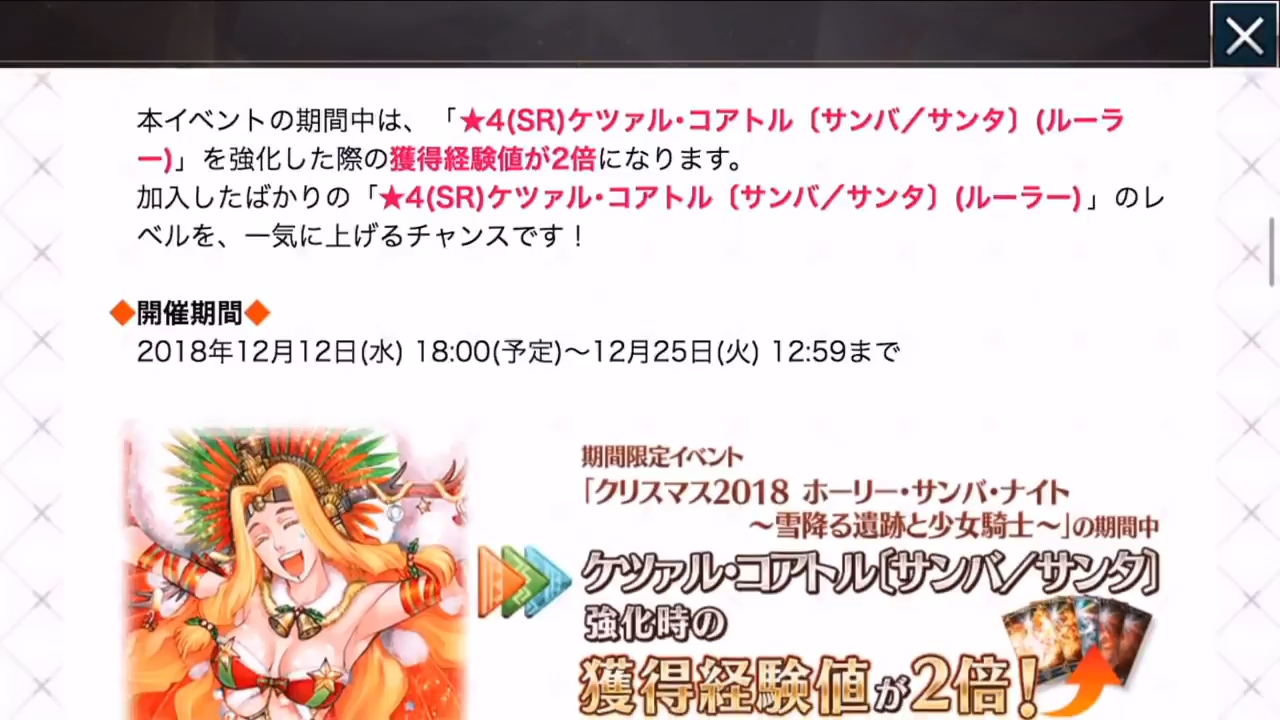 本イベントの期間中は、「★4(SR)ケツァル・コアトル〔サンバ／サンタ〕(ルーラ
ー)」を強化した際の獲得経験値が2倍になります。
加入したばかりの「★4(SR)ケツァル・コアトル〔サンバ／サンタ〕(ルーラー)」のレ
ベルを、一気に上げるチャンスです！
◆開催期間◆
2018年12月12日(水) 18:00(予定)～12月25日(火) 12:59まで
期間限定イベント
「クリスマス2018 ホーリー・サンバ・ナイト
～雪降る遺跡と少女騎士～」の期間中
ケツァル・コアトル〔サンバ／サンタ〕
強化時の
獲得経験値が2倍！